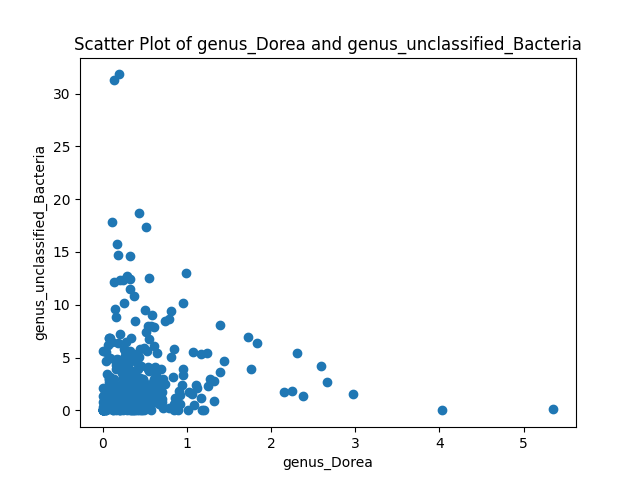 Scatter Plot of genus_Dorea and genus_unclassified_Bacteria
genus_unclassified_Bacteria
30
25
20
15
10
5
0
0 1 2 3 4 5
genus_Dorea